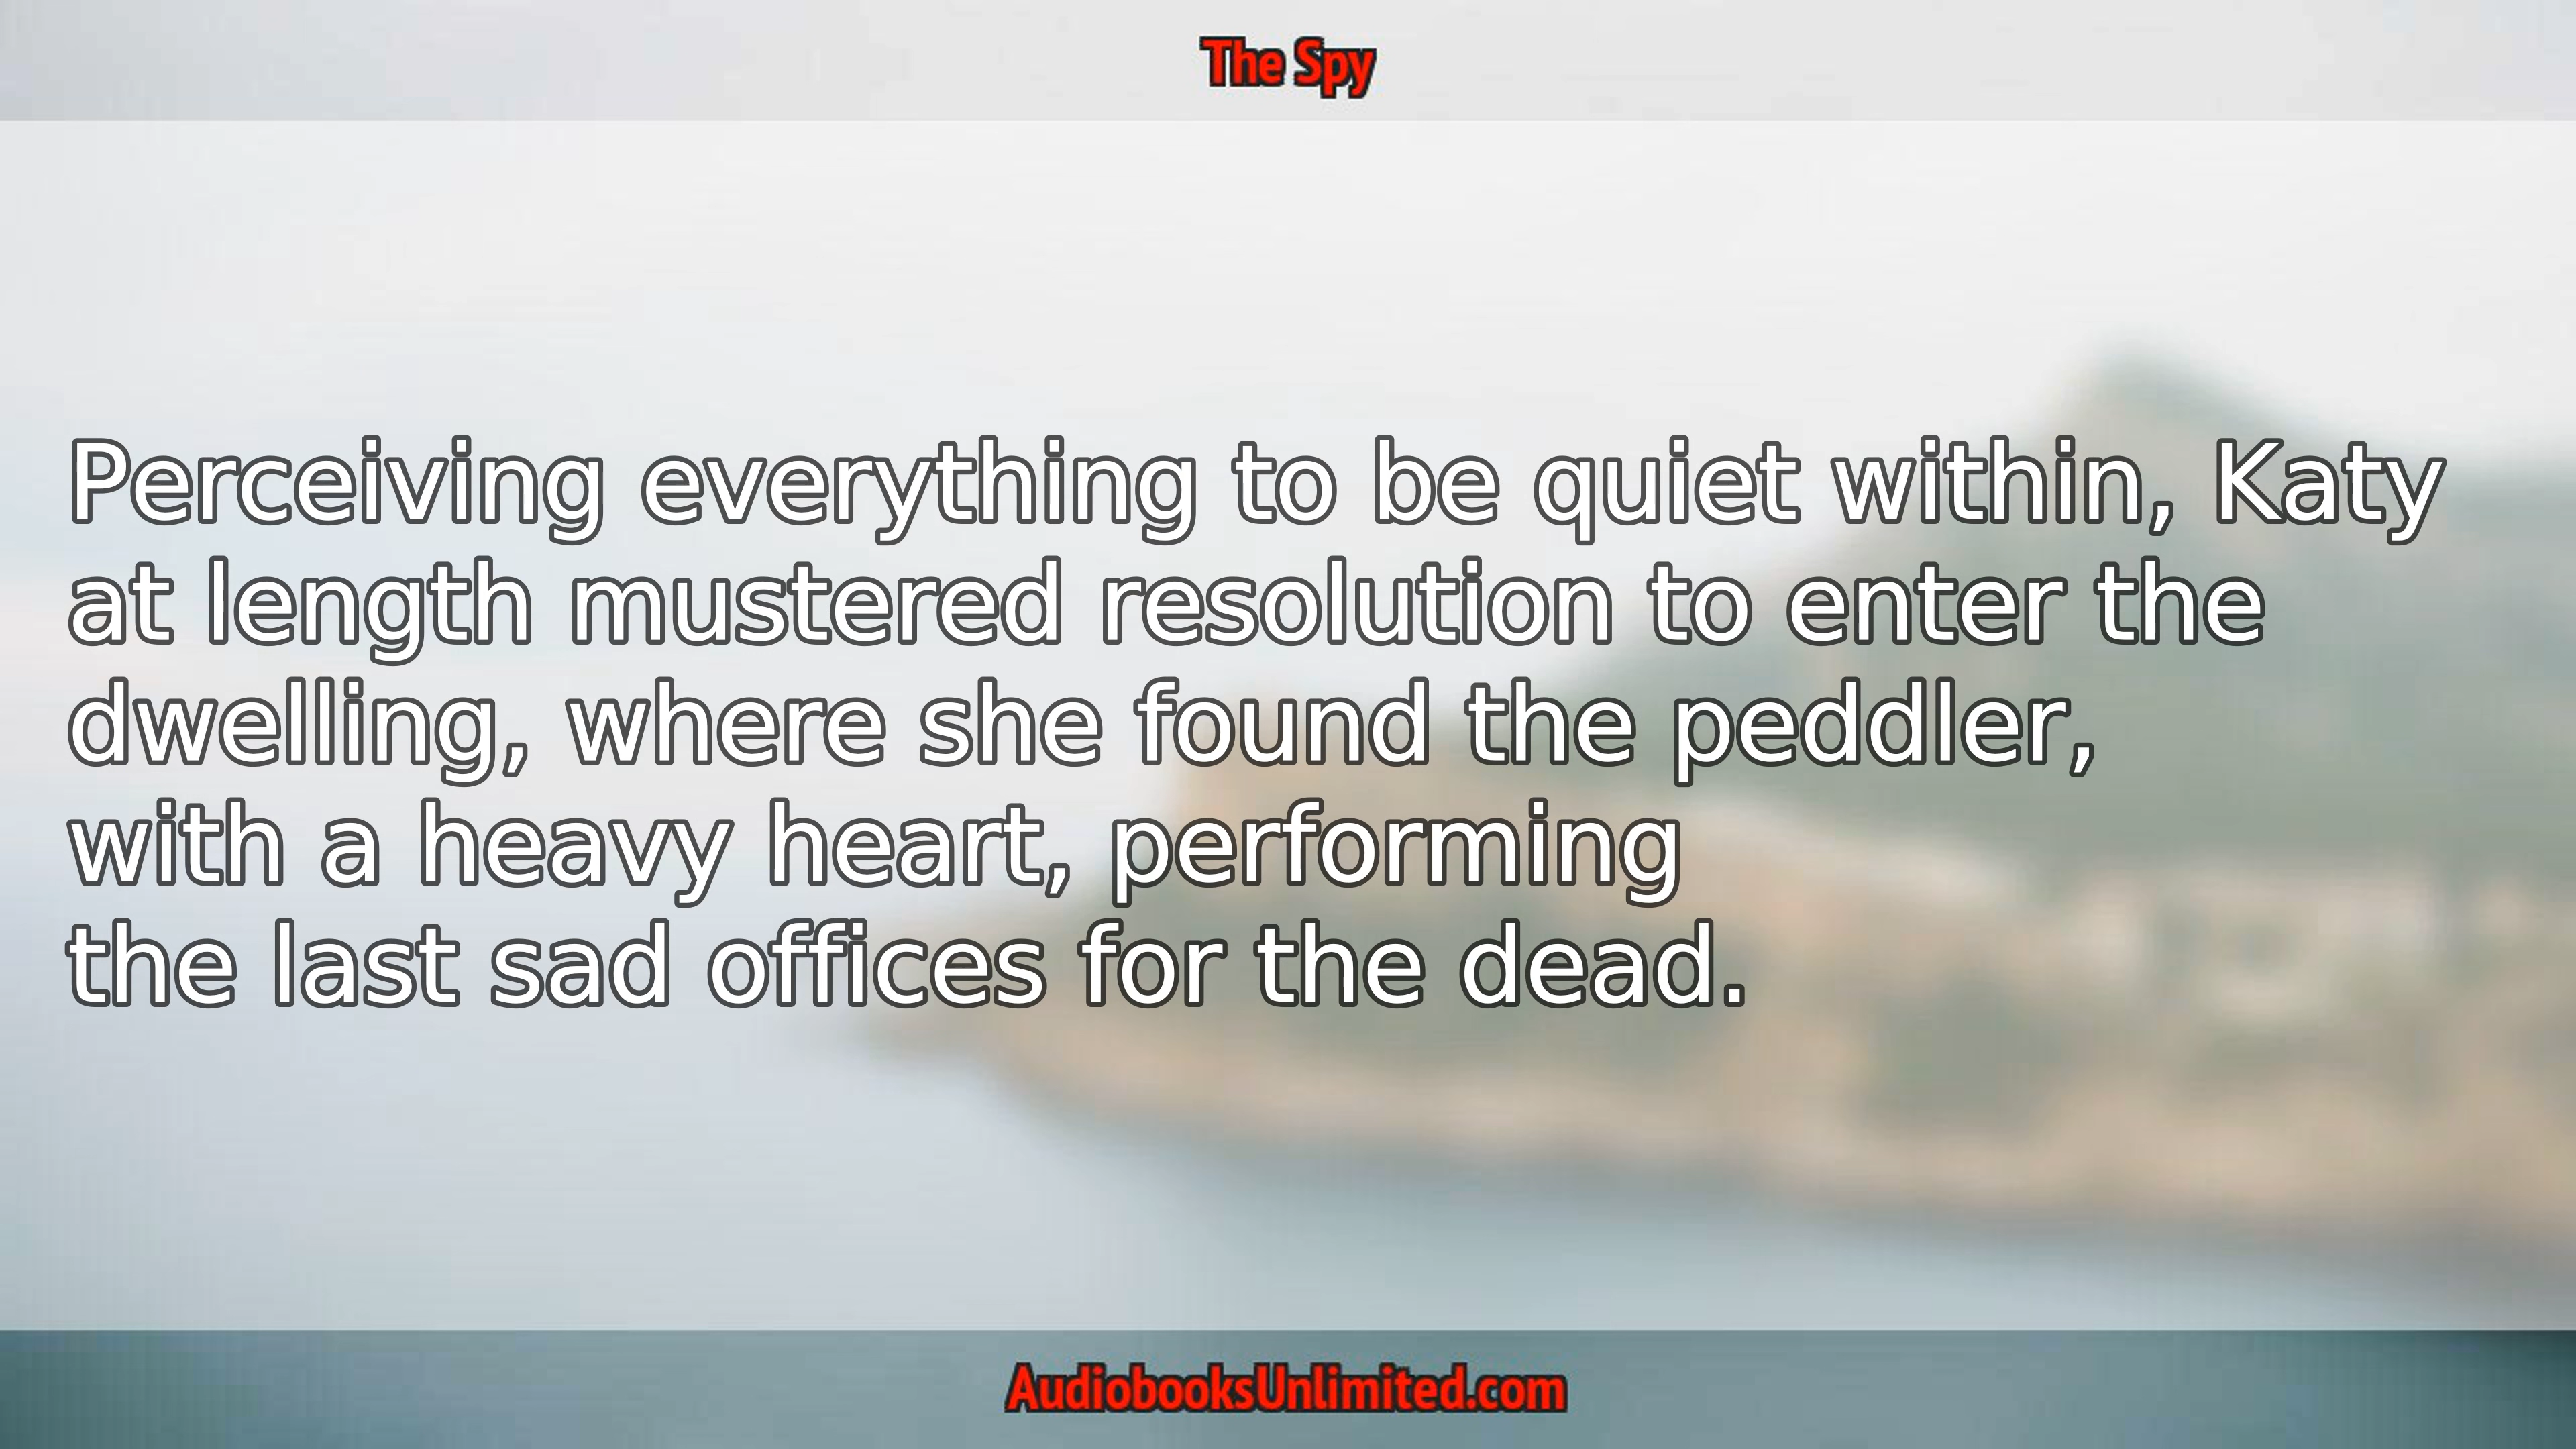 The Spy
Perceiving everything to be quiet within, Katy
at length mustered resolution to enter the
dwelling, where she found the peddler,
with a heavy heart, performing
the last sad offices for the dead.
AudiobooksUnlimited.com